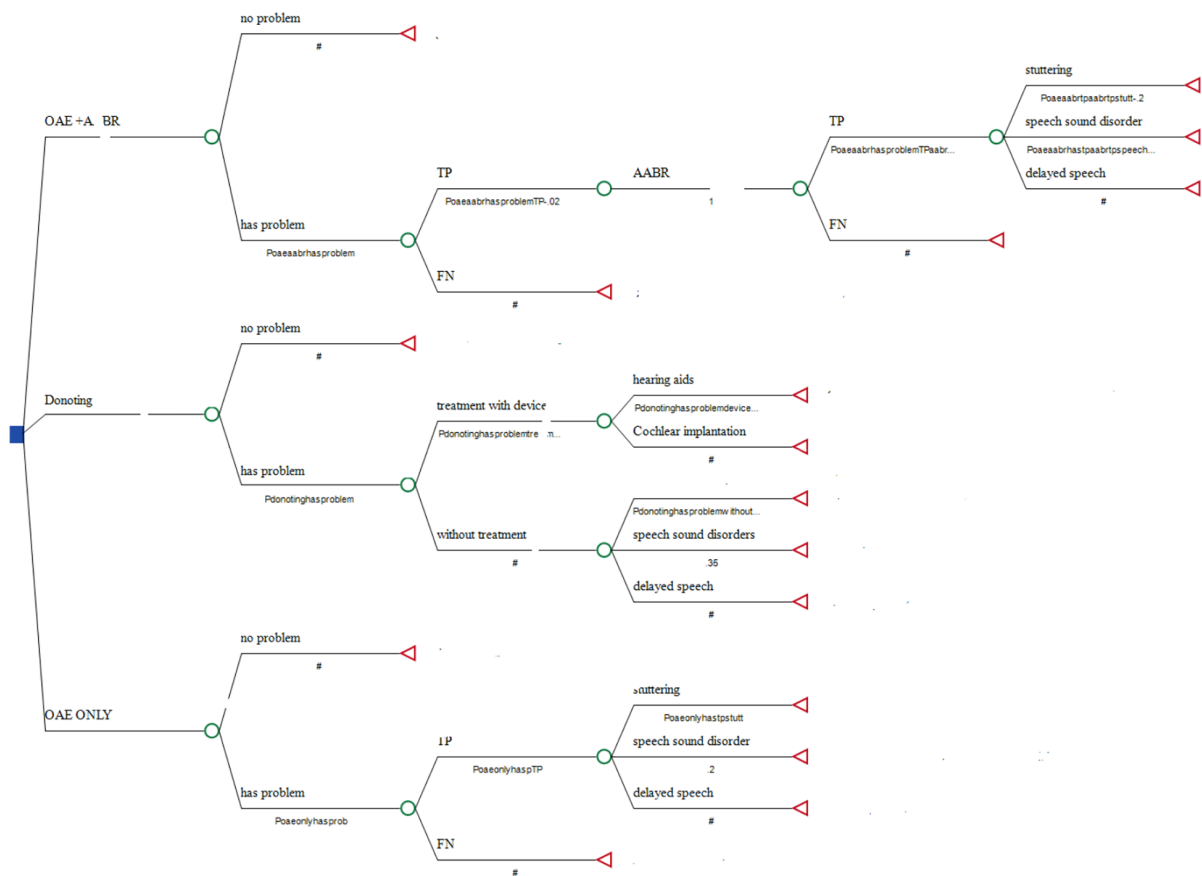 no problem
#
OAE +A. BR
has problem
Poaeaabrhasproblem
TP
PoaeaabrhasproblemTP-.02
AABR
1
TP
PoaeaabrhasproblemTPaabr...
stuttering
Poaeaabrtpaabrtpstutt-.2
speech sound disorder
Poaeaabrhastpaabrtpspeech...
delayed speech
#
FN
#
FN
#
Donoting
no problem
#
has problem
Pdonotinghasproblem
treatment with device
hearing aids
Pdonotinghasproblemdevice...
Cochlear implantation
#
without treatment
#
Pdonotinghasproblemwithout...
speech sound disorders
.35
delayed speech
#
OAE ONLY
no problem
#
has problem
Poaeonlyhasprob
TP
PoaeonlyhaspTP
stuttering
Poaeonlyhastpstutt
speech sound disorder
.2
delayed speech
#
FN
#